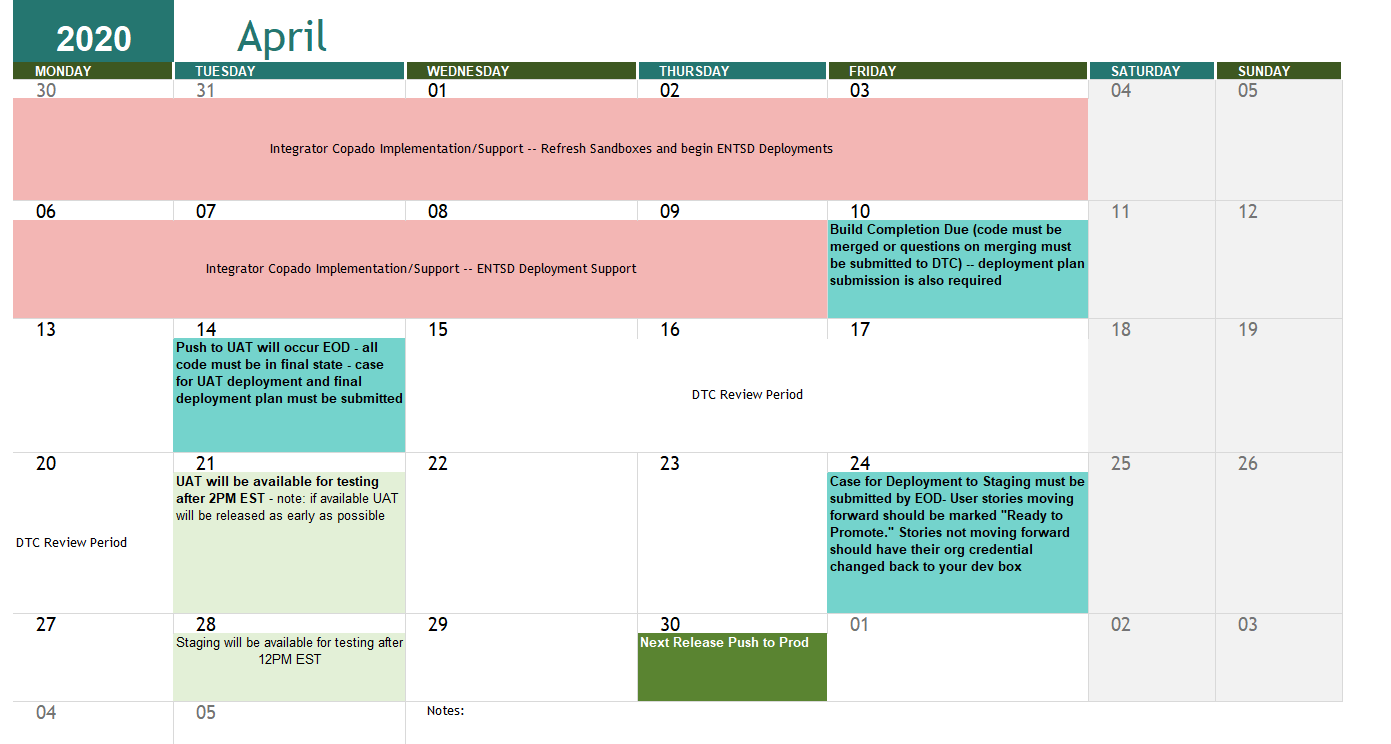 2020 April
MONDAY TUESDAY WEDNESDAY THURSDAY FRIDAY SATURDAY SUNDAY
30 31 01 02 03 04 05
Integrator Copado Implementation/Support -- Refresh Sandboxes and begin ENTSD Deployments
06 07 08 09 10 11 12
Integrator Copado Implementation/Support -- ENTSD Deployment Support
Build Completion Due (code must be
merged or questions on merging must
be submitted to DTC) -- deployment plan
submission is also required
13 14 15 16 17 18 19
Push to UAT will occur EOD - all
code must be in final state - case
for UAT deployment and final
deployment plan must be submitted
DTC Review Period
20 21 22 23 24 25 26
DTC Review Period
UAT will be available for testing
after 2PM EST - note: if available UAT
will be released as early as possible
Case for Deployment to Staging must be
submitted by EOD- User stories moving
forward should be marked "Ready to
Promote." Stories not moving forward
should have their org credential
changed back to your dev box
27 28 29 30 01 02 03
Staging will be available for testing after
12PM EST
Next Release Push to Prod
04 05 Notes: